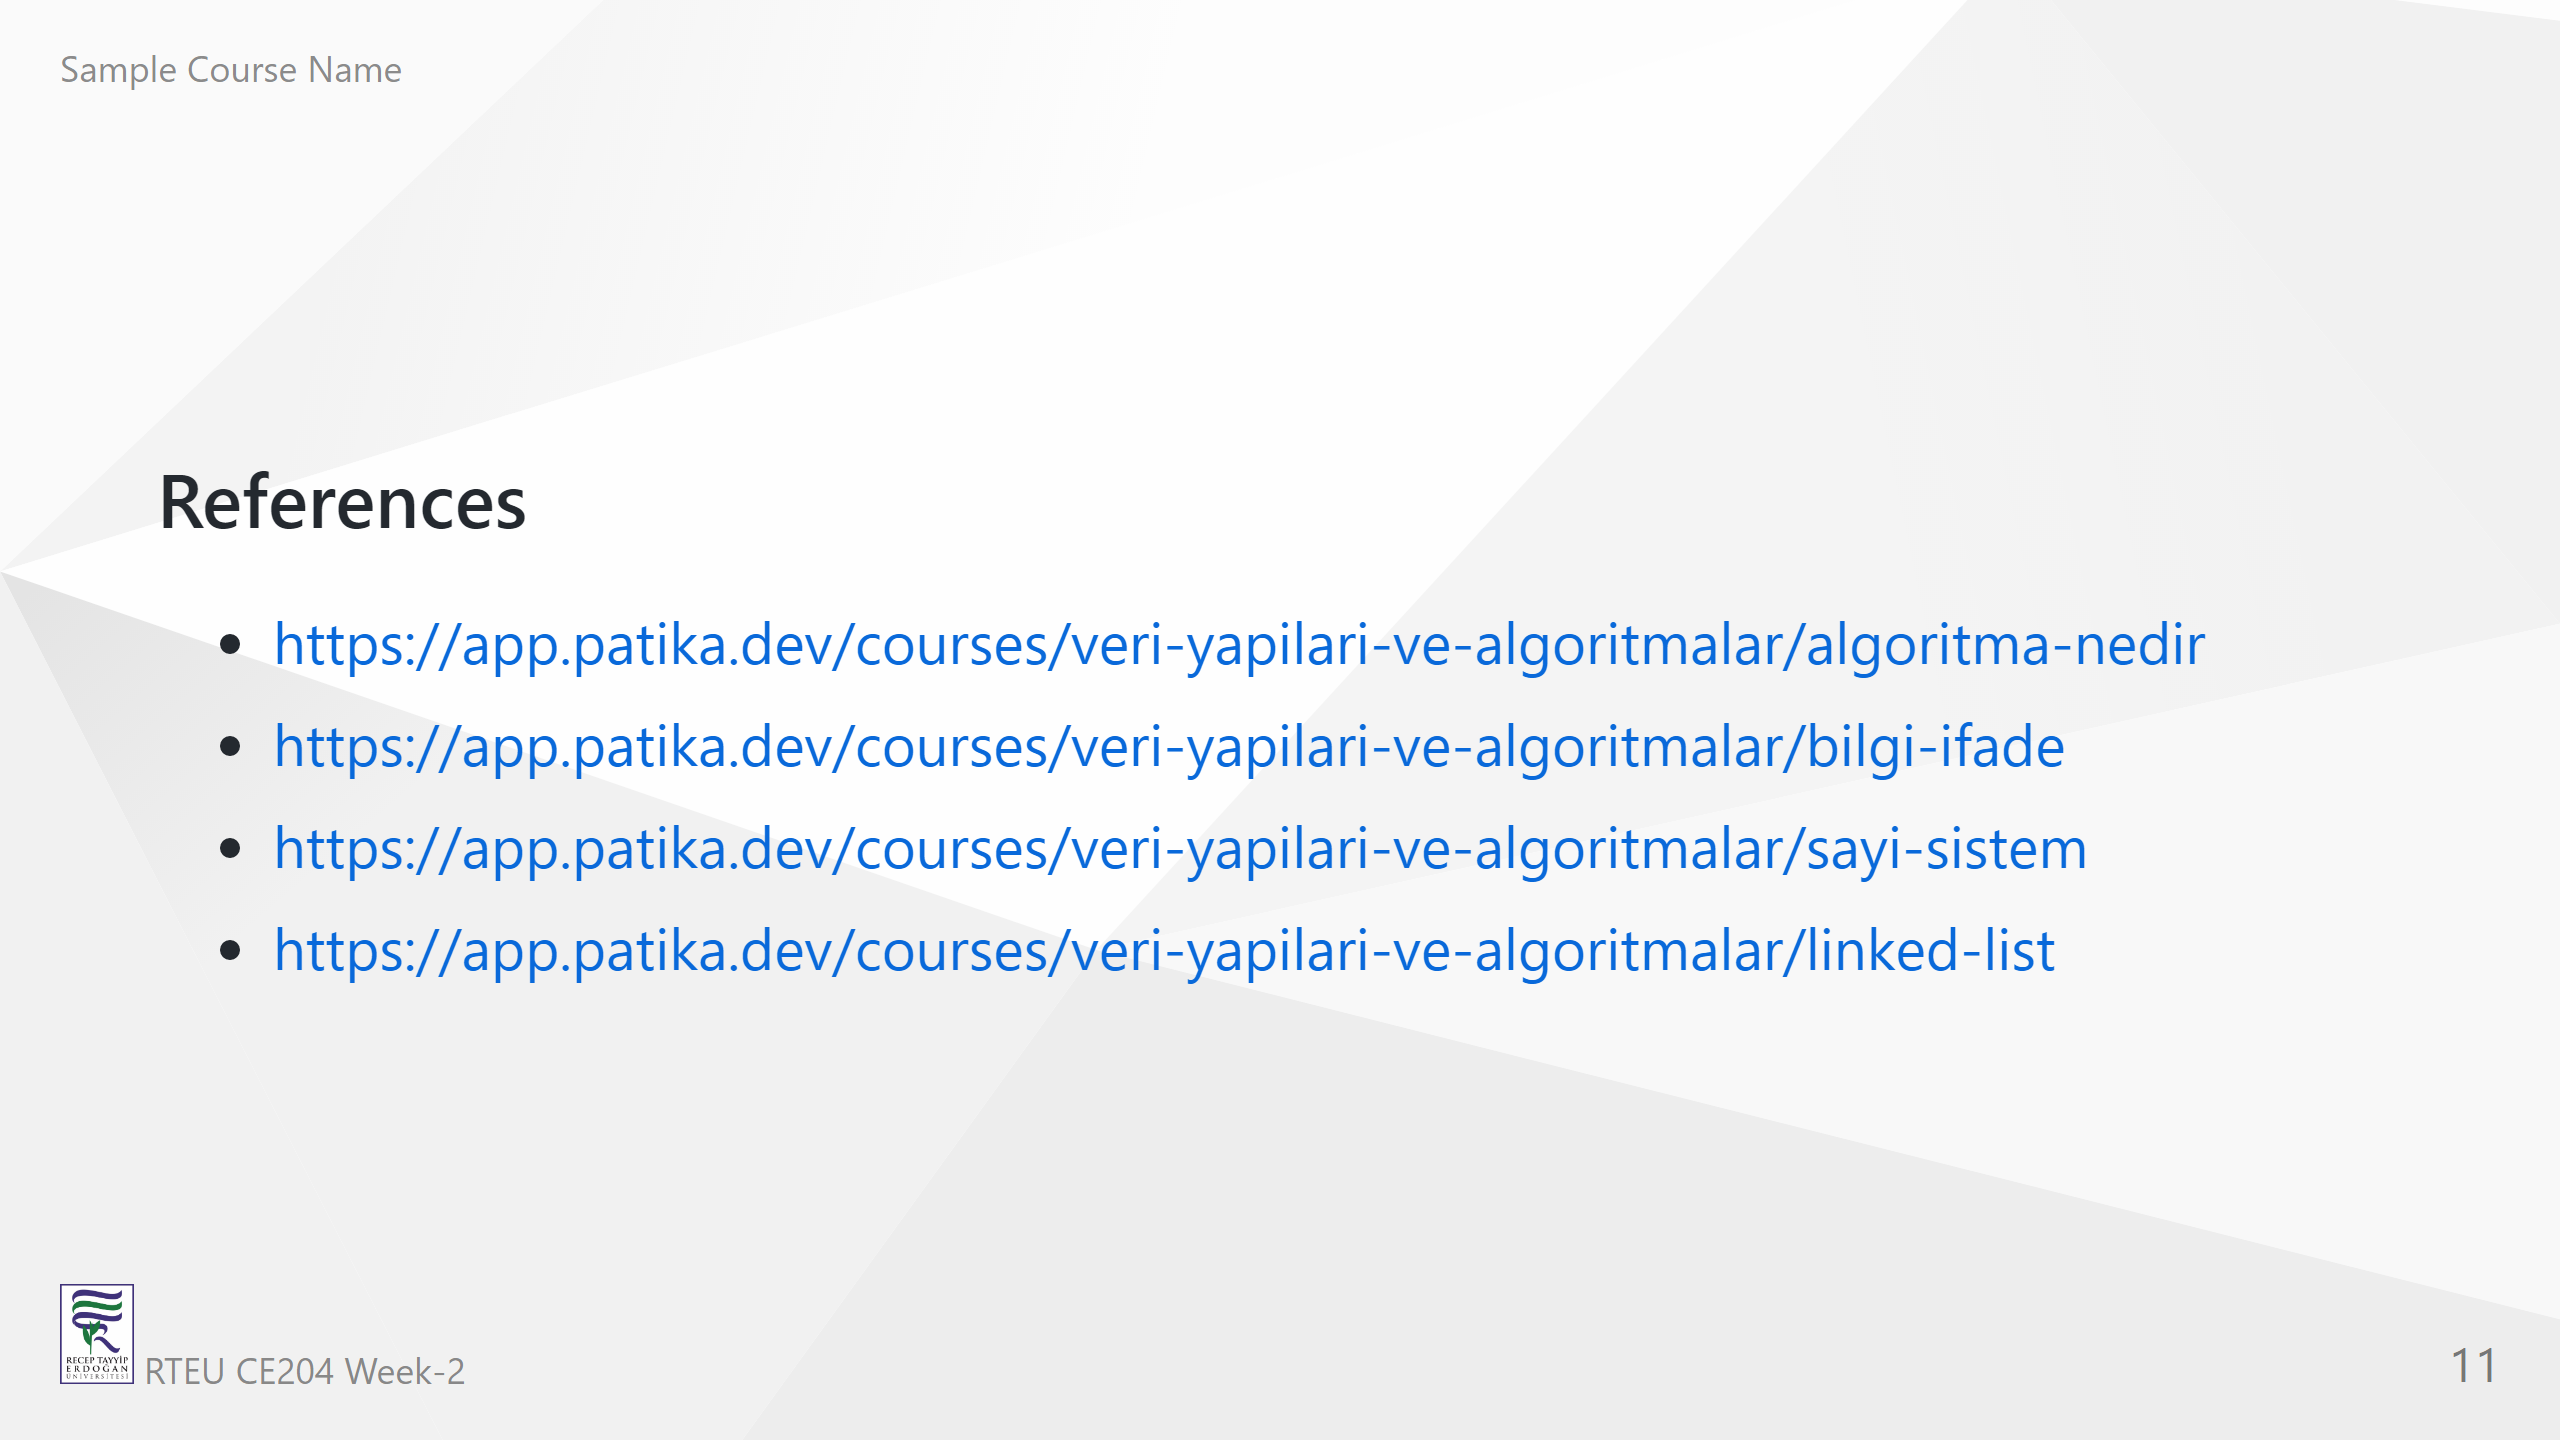 Sample Course Name
References
• https://app.patika.dev/courses/veri-yapilari-ve-algoritmalar/algoritma-nedir
• https://app.patika.dev/courses/veri-yapilari-ve-algoritmalar/bilgi-ifade
• https://app.patika.dev/courses/veri-yapilari-ve-algoritmalar/sayi-sistem
• https://app.patika.dev/courses/veri-yapilari-ve-algoritmalar/linked-list
RECEP TAYYİP
ERDOĞAN
ÜNİVERSİTESİ
RTEU CE204 Week-2
11